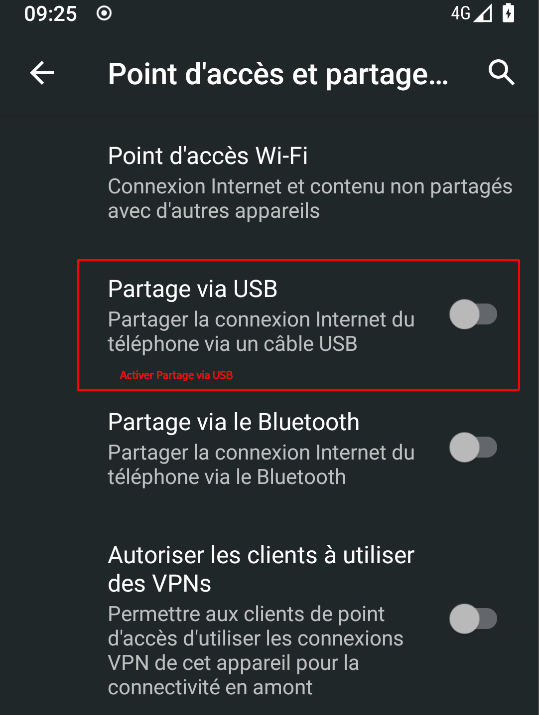 09:25
4G
Point d'accès et partage...
Point d'accès Wi-Fi
Connexion Internet et contenu non partagés
avec d'autres appareils
Partage via USB
Partager la connexion Internet du
téléphone via un câble USB
Activer Partage via USB
Partage via le Bluetooth
Partager la connexion Internet du
téléphone via le Bluetooth
Autoriser les clients à utiliser
des VPNs
Permettre aux clients de point
d'accès d'utiliser les connexions
VPN de cet appareil pour la
connectivité en amont